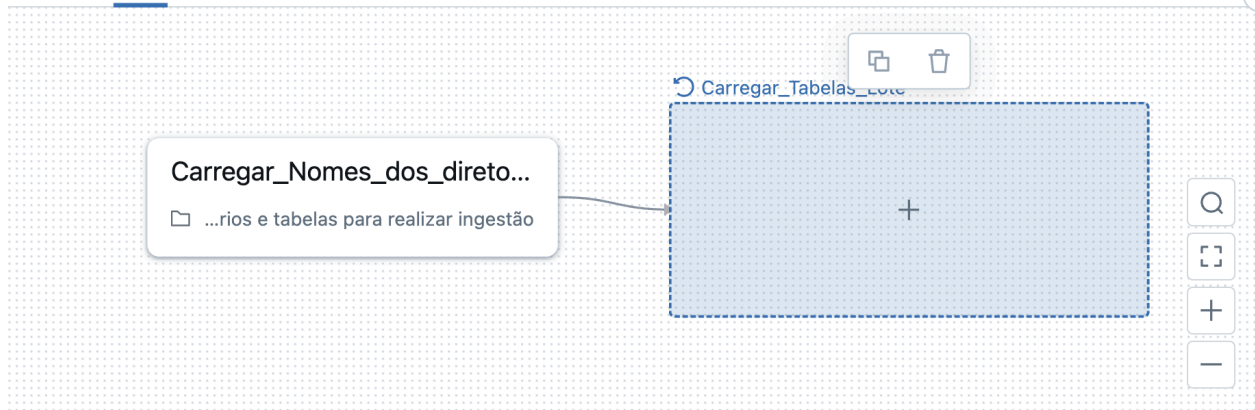 Carregar_Tabelas_Lote
Carregar_Nomes_dos_direto...
...rios e tabelas para realizar ingestão